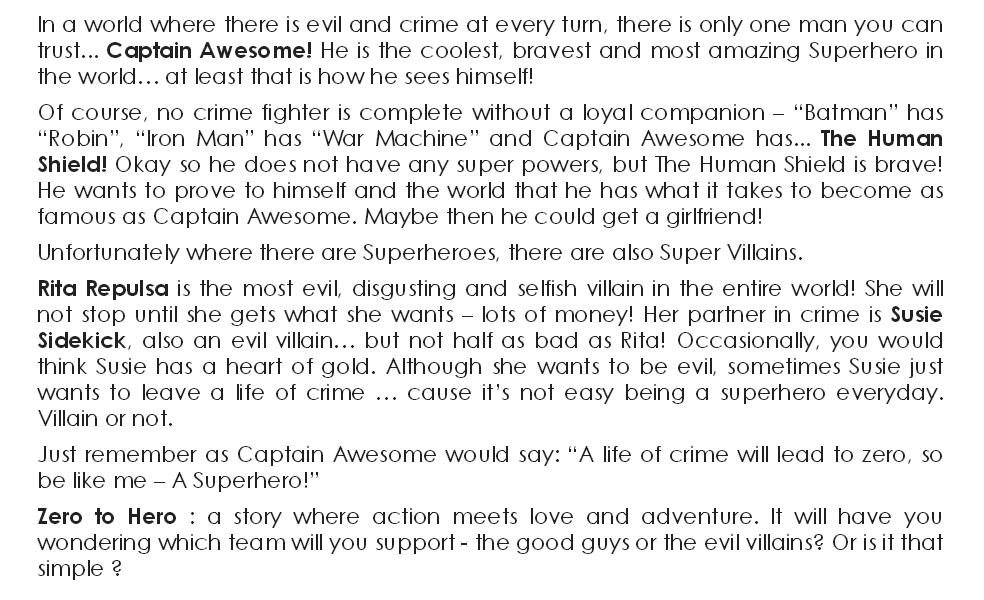 In a world where there is evil and crime at every turn, there is only one man you can
trust... Captain Awesome! He is the coolest, bravest and most amazing Superhero in
the world… at least that is how he sees himself!
Of course, no crime fighter is complete without a loyal companion – “Batman” has
“Robin”, “Iron Man” has “War Machine” and Captain Awesome has... The Human
Shield! Okay so he does not have any super powers, but The Human Shield is brave!
He wants to prove to himself and the world that he has what it takes to become as
famous as Captain Awesome. Maybe then he could get a girlfriend!
Unfortunately where there are Superheroes, there are also Super Villains.
Rita Repulsa is the most evil, disgusting and selfish villain in the entire world! She will
not stop until she gets what she wants – lots of money! Her partner in crime is Susie
Sidekick, also an evil villain… but not half as bad as Rita! Occasionally, you would
think Susie has a heart of gold. Although she wants to be evil, sometimes Susie just
wants to leave a life of crime … cause it’s not easy being a superhero everyday.
Villain or not.
Just remember as Captain Awesome would say: “A life of crime will lead to zero, so
be like me – A Superhero!”
Zero to Hero : a story where action meets love and adventure. It will have you
wondering which team will you support - the good guys or the evil villains? Or is it that
simple ?